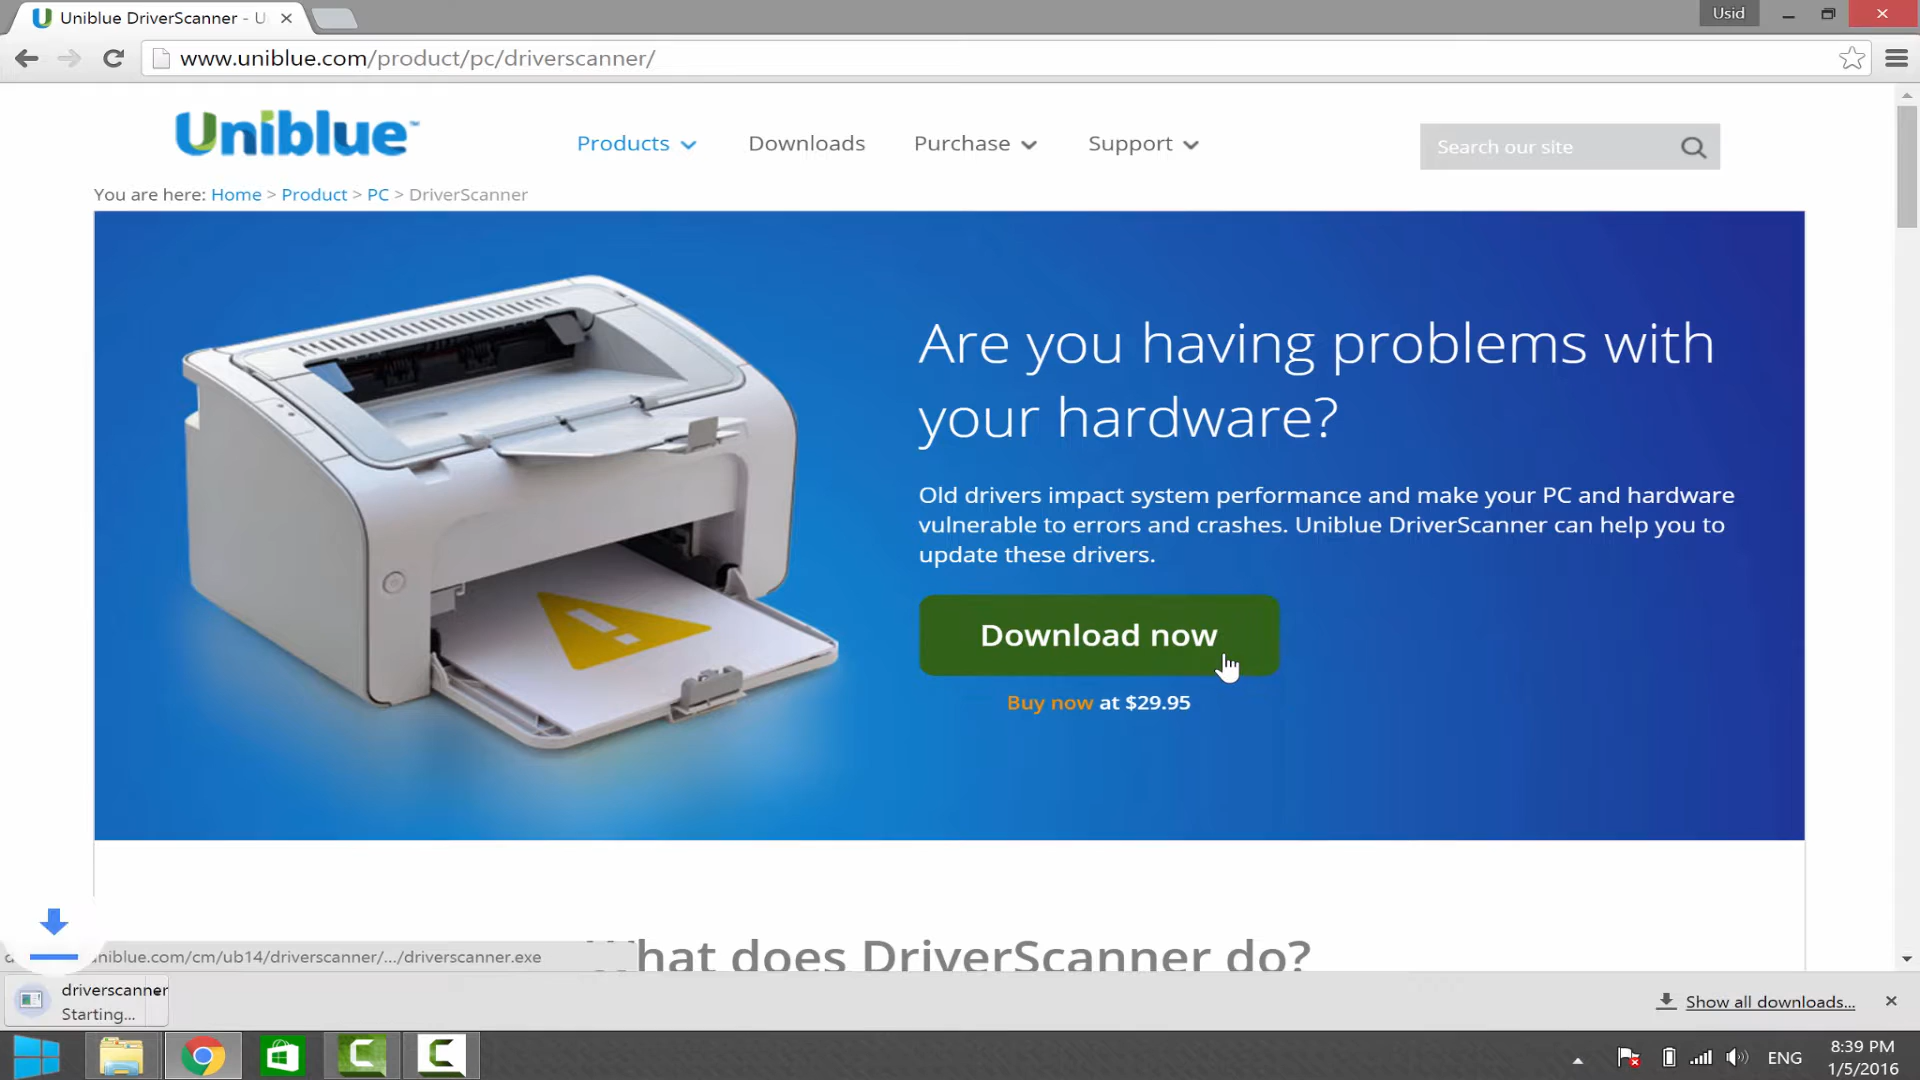 Uniblue DriverScanner - U
Usid
www.uniblue.com/product/pc/driverscanner/
Uniblue™
Products
Downloads
Purchase
Support
Search our site
You are here: Home > Product > PC > DriverScanner
Are you having problems with
your hardware?
Old drivers impact system performance and make your PC and hardware
vulnerable to errors and crashes. Uniblue DriverScanner can help you to
update these drivers.
Download now
Buy now at $29.95
What does DriverScanner do?
niblue.com/cm/ub14/driverscanner/.../driverscanner.exe
driverscanner
Starting...
Show all downloads...
ENG
8:39 PM
1/5/2016